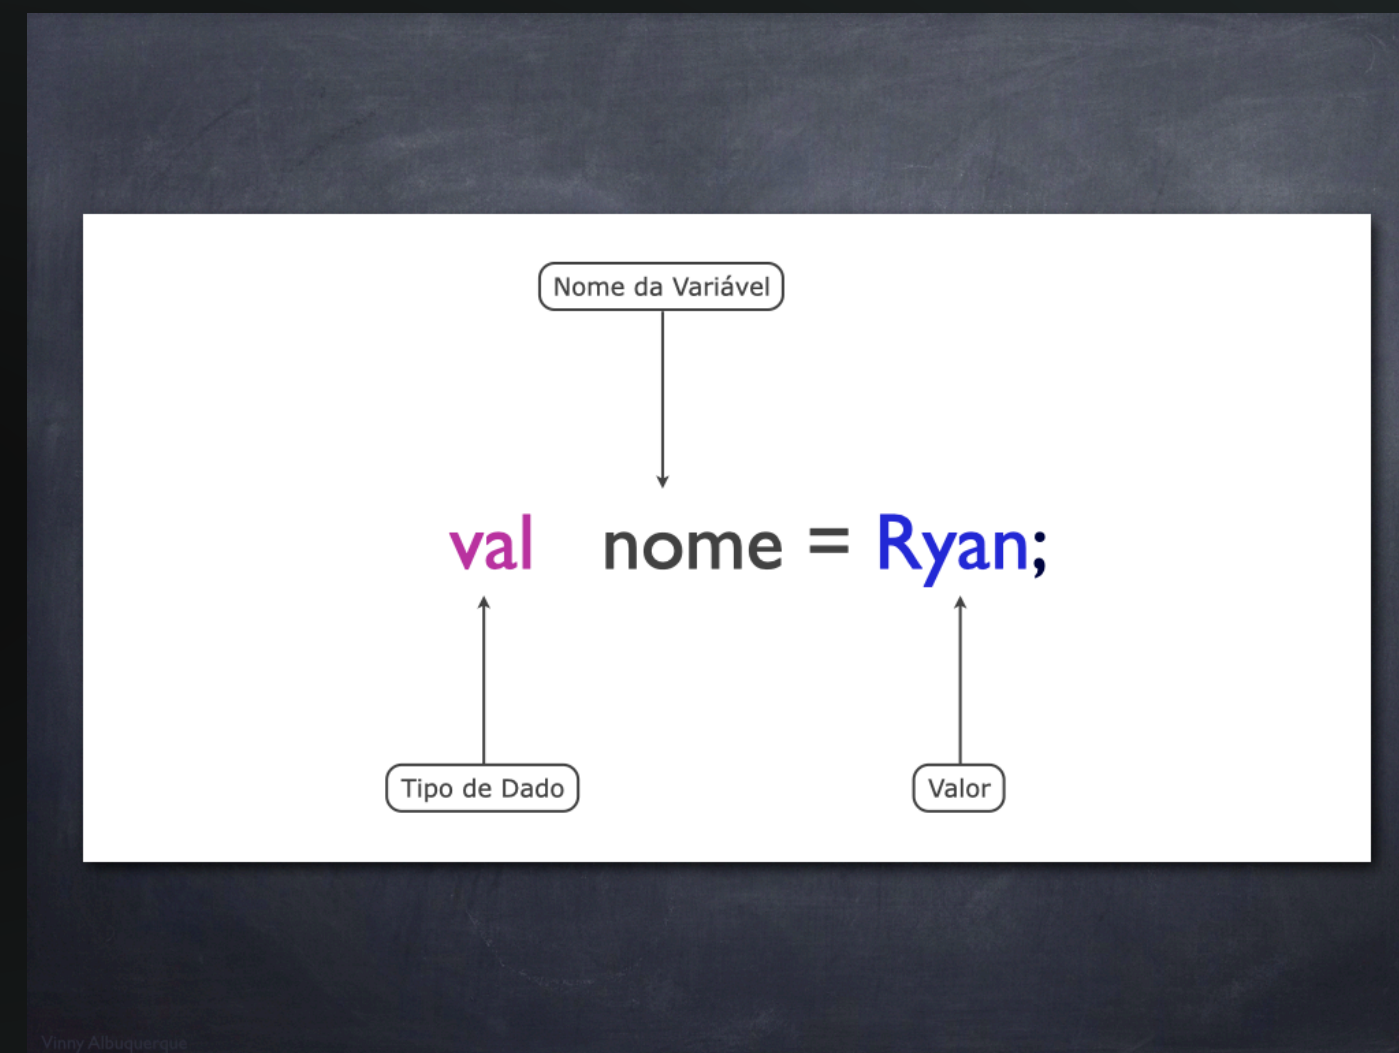 Nome da Variável
val nome = Ryan;
Tipo de Dado Valor
Vinny Albuquerque